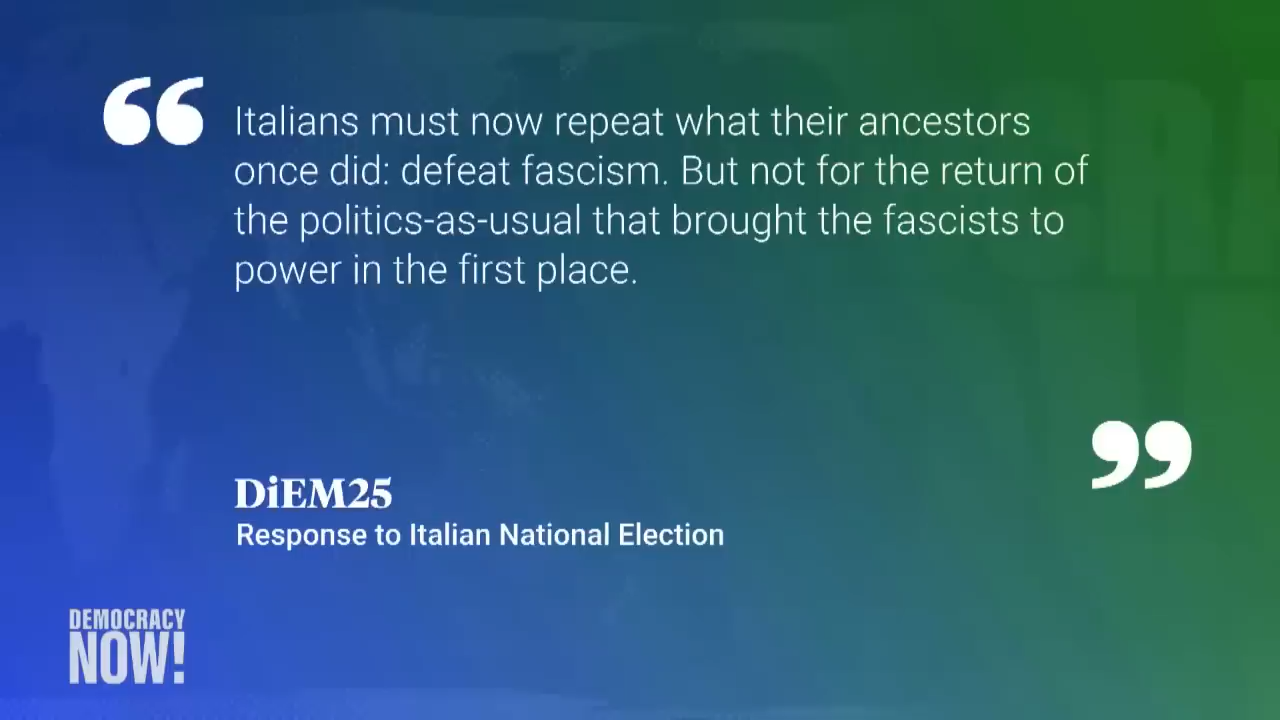 “Italians must now repeat what their ancestors
once did: defeat fascism. But not for the return of
the politics-as-usual that brought the fascists to
power in the first place.
”
DiEM25
Response to Italian National Election
DEMOCRACY
NOW!